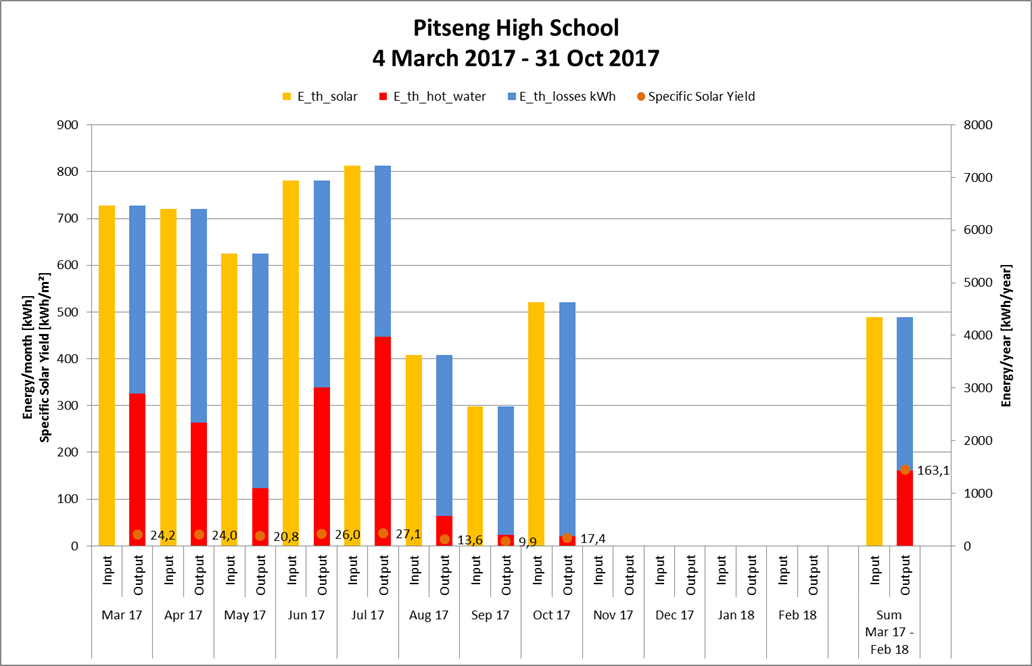 Pitseng High School
4 March 2017 - 31 Oct 2017
E_th_solar E_th_hot_water E_th_losses kWh Specific Solar Yield
Energy/month [kWh]
Specific Solar Yield [kWh/m²]
900
800
700
600
500
400
300
200
100
0
8000
7000
6000
5000
4000
3000
2000
1000
0
Energy/year [kWh/year]
24,2 24,0 20,8 26,0 27,1 13,6 9,9 17,4 163,1
Input Output Input Output Input Output Input Output Input Output Input Output Input Output Input Output Input Output Input Output Input Output Input Output Input Output
Mar 17 Apr 17 May 17 Jun 17 Jul 17 Aug 17 Sep 17 Oct 17 Nov 17 Dec 17 Jan 18 Feb 18 Sum
Mar 17 -
Feb 18